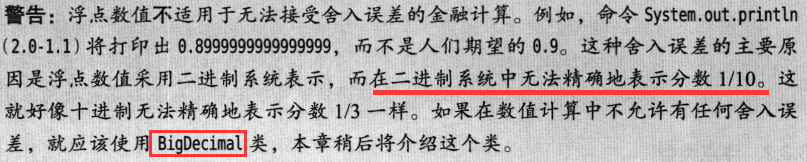 警告：浮点数值不适用于无法接受舍入误差的金融计算。例如，命令 System.out.println
(2.0-1.1) 将打印出 0.8999999999999999，而不是人们期望的 0.9。这种舍入误差的主要原
因是浮点数值采用二进制系统表示，而在二进制系统中无法精确地表示分数 1/10。这
就好像十进制无法精确地表示分数 1/3 一样。如果在数值计算中不允许有任何舍入误
差，就应该使用 BigDecimal 类，本章稍后将介绍这个类。